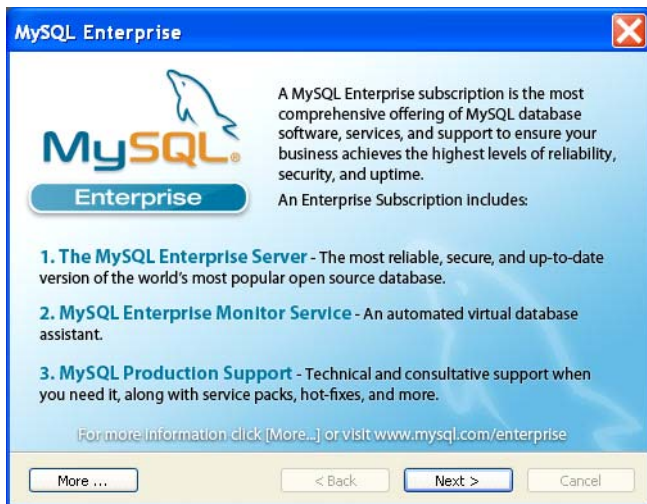 MySQL Enterprise
MySQL®
Enterprise
A MySQL Enterprise subscription is the most
comprehensive offering of MySQL database
software, services, and support to ensure your
business achieves the highest levels of reliability,
security, and uptime.
An Enterprise Subscription includes:
1. The MySQL Enterprise Server - The most reliable, secure, and up-to-date
version of the world's most popular open source database.
2. MySQL Enterprise Monitor Service - An automated virtual database
assistant.
3. MySQL Production Support - Technical and consultative support when
you need it, along with service packs, hot-fixes, and more.
For more information click [More...] or visit www.mysql.com/enterprise
More ...
< Back
Next >
Cancel